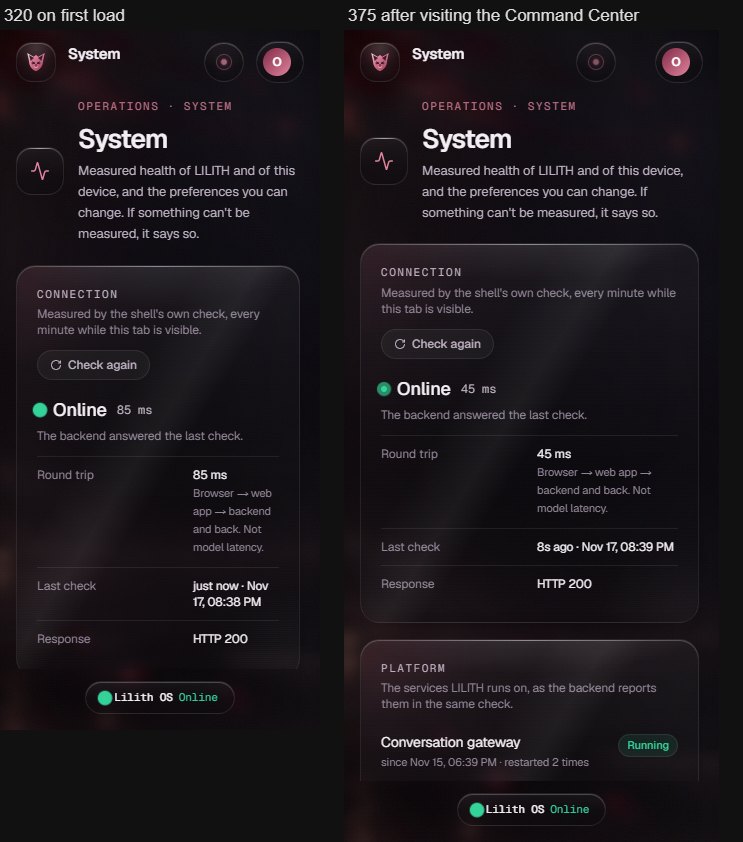 320 on first load
System
O
OPERATIONS · SYSTEM
System
Measured health of LILITH and of this
device, and the preferences you can
change. If something can't be
measured, it says so.
CONNECTION
Measured by the shell's own check, every
minute while this tab is visible.
Check again
Online 85 ms
The backend answered the last check.
Round trip
85 ms
Browser → web
app → backend
and back. Not
model latency.
Last check
just now · Nov
17, 08:38 PM
Response
HTTP 200
Lilith OS Online
375 after visiting the Command Center
System
O
OPERATIONS · SYSTEM
System
Measured health of LILITH and of this device,
and the preferences you can change. If
something can't be measured, it says so.
CONNECTION
Measured by the shell's own check, every minute while
this tab is visible.
Check again
Online 45 ms
The backend answered the last check.
Round trip
45 ms
Browser → web app →
backend and back. Not
model latency.
Last check
8s ago · Nov 17, 08:39 PM
Response
HTTP 200
PLATFORM
The services LILITH runs on, as the backend reports
them in the same check.
Conversation gateway
Running
since Nov 15, 06:39 PM · restarted 2 times
Lilith OS Online